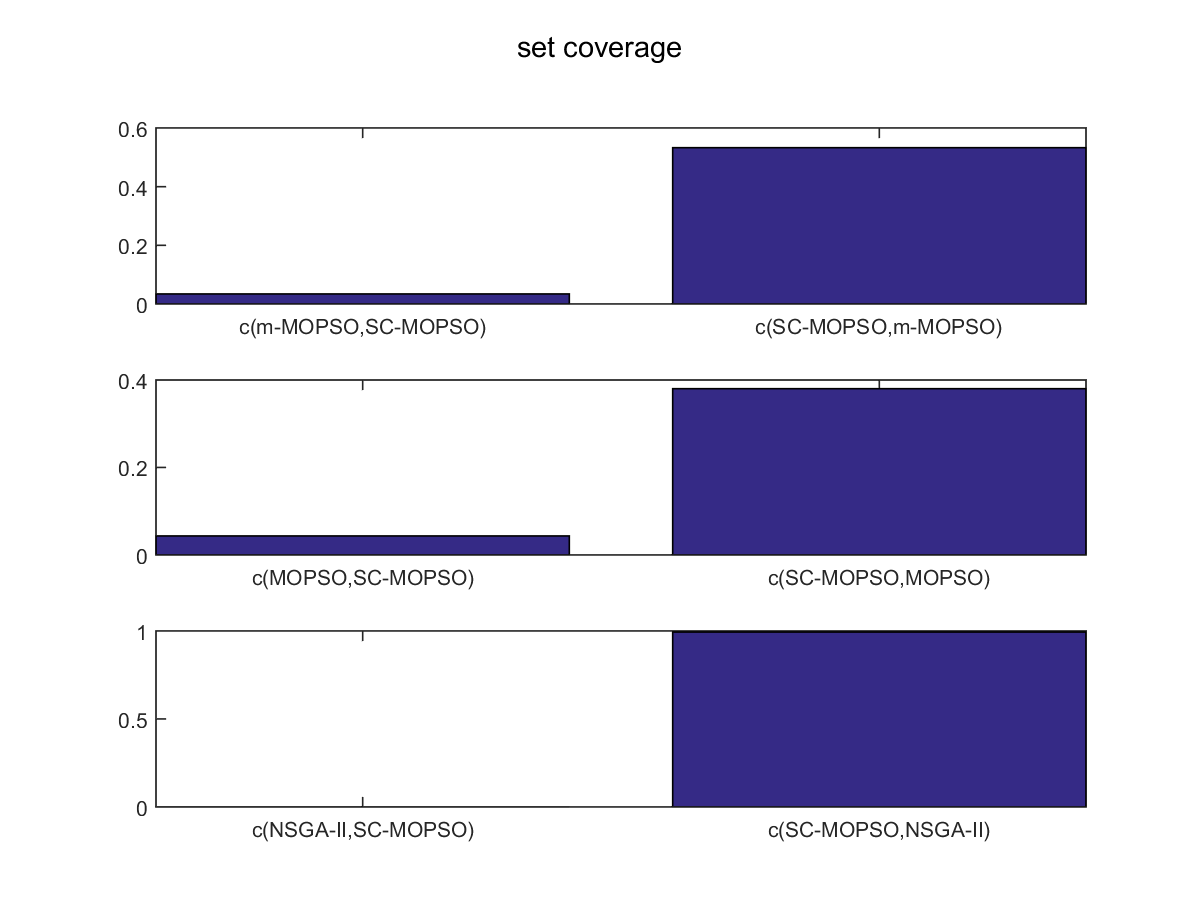 set coverage
0.6
0.4
0.2
0
c(m-MOPSO,SC-MOPSO) c(SC-MOPSO,m-MOPSO)
0.4
0.2
0
c(MOPSO,SC-MOPSO) c(SC-MOPSO,MOPSO)
1
0.5
0
c(NSGA-II,SC-MOPSO) c(SC-MOPSO,NSGA-II)